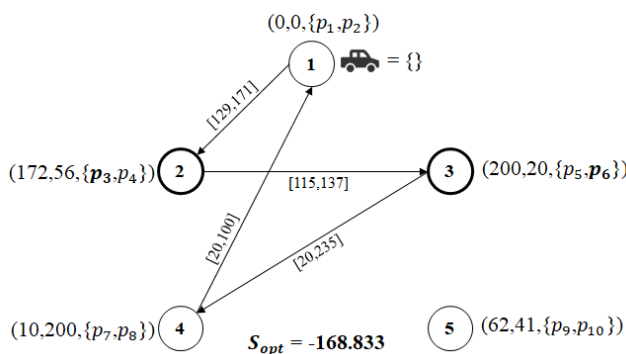 (0,0,{p₁,p₂})
1
= {}
[129,171]
(172,56,{p₃,p₄})
2
[115,137]
3
(200,20,{p₅,p₆})
[20,100]
[20,235]
(10,200,{p₇,p₈})
4
Sₒₚₜ = -168.833
5
(62,41,{p₉,p₁₀})